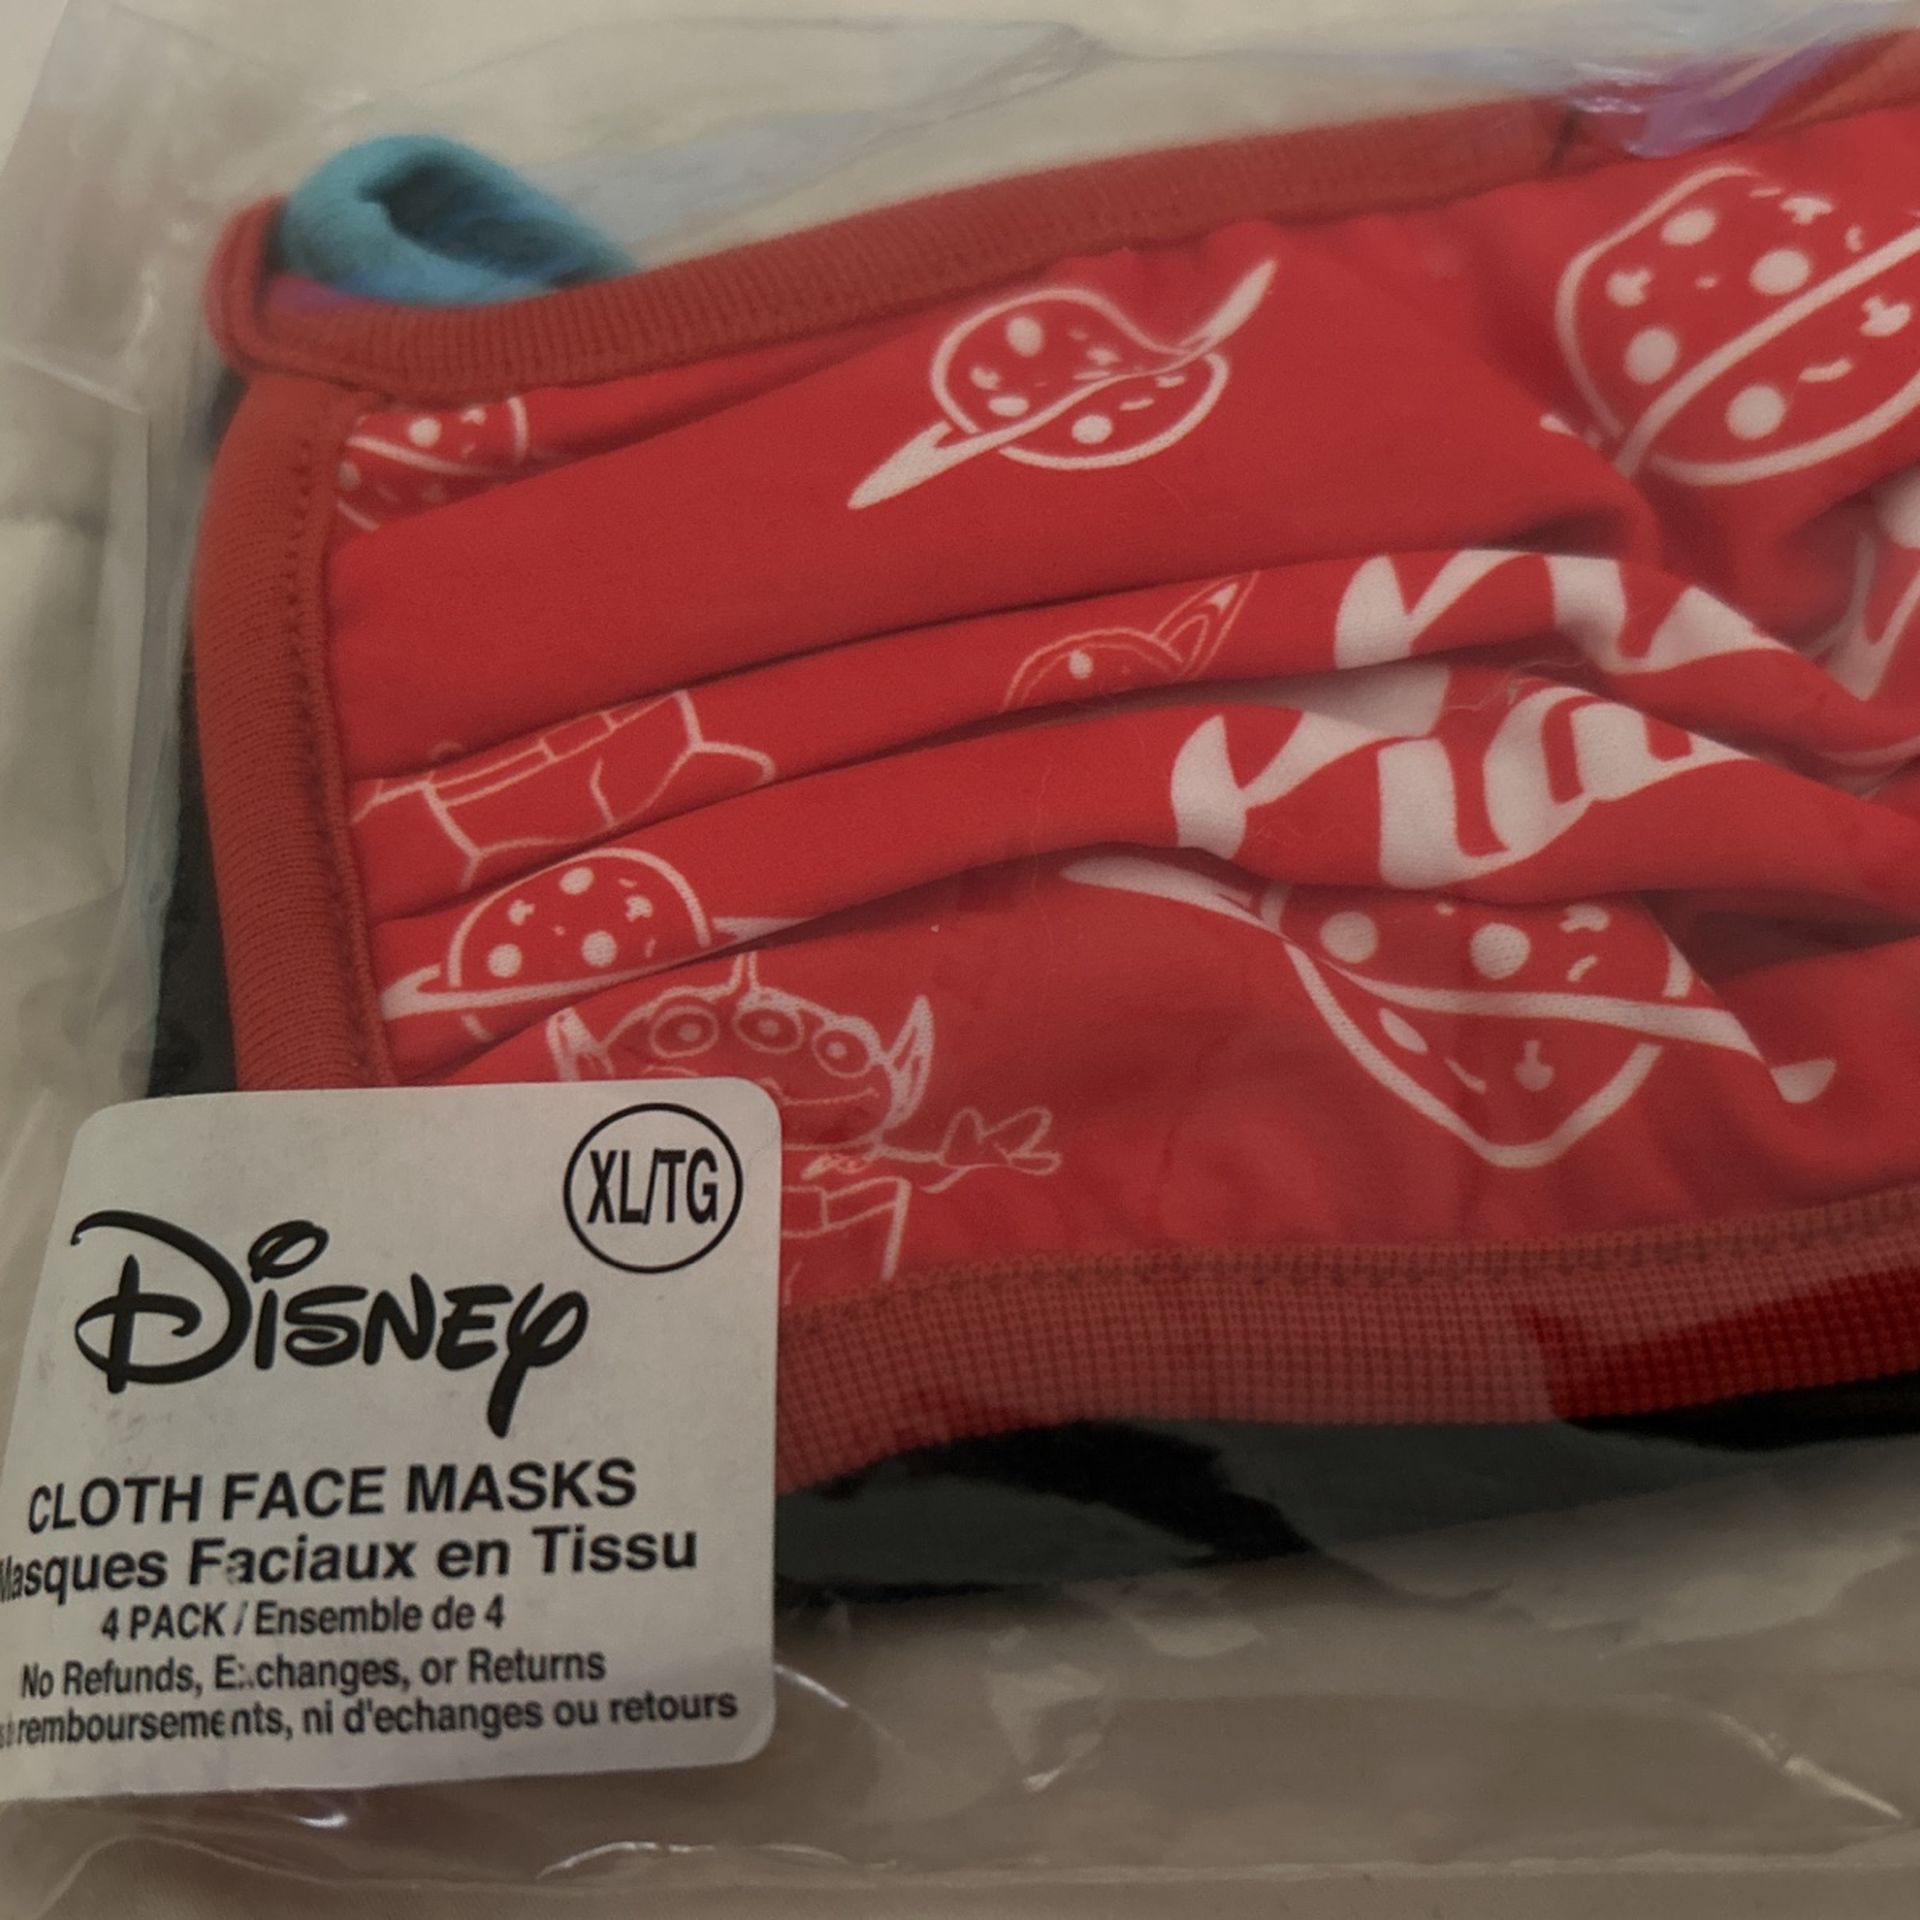 XL/TG
Disney
CLOTH FACE MASKS
Masques Faciaux en Tissu
4 PACK / Ensemble de 4
No Refunds, Exchanges, or Returns
remboursements, ni d'echanges ou retours